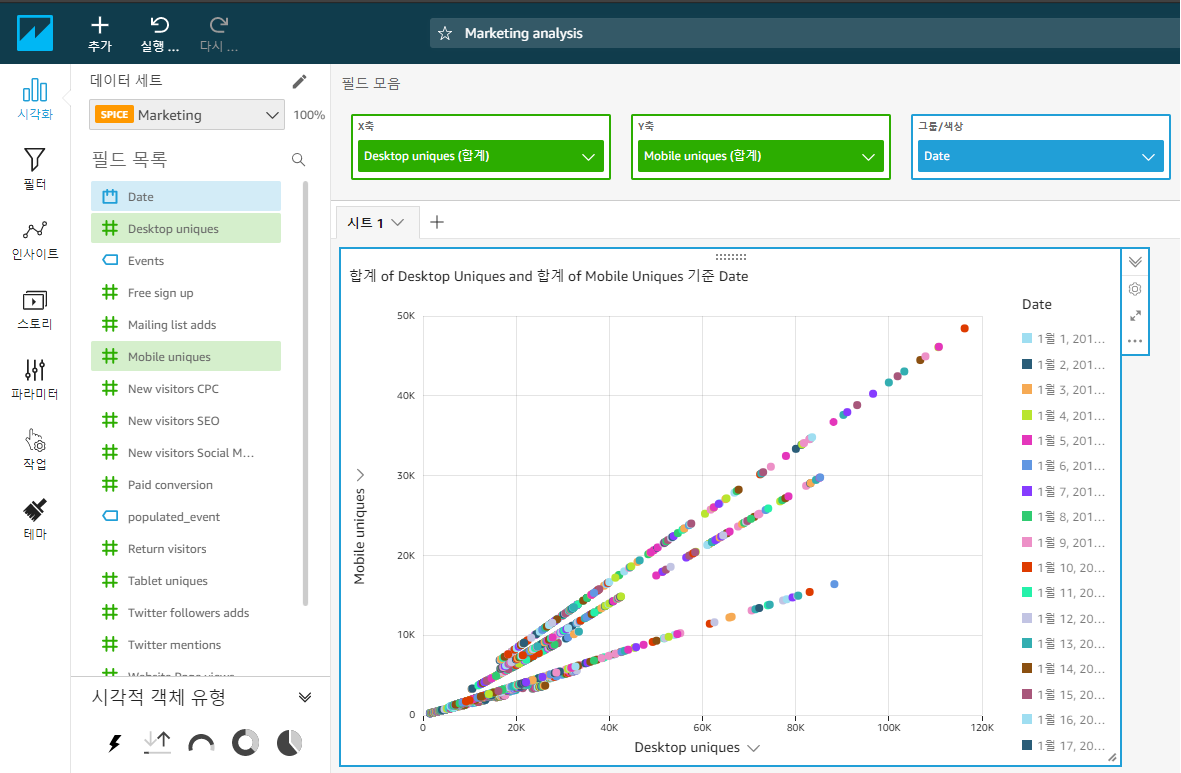 추가
실행 ...
다시 ...
Marketing analysis
시각화
필터
인사이트
스토리
파라미터
작업
테마
데이터 세트
SPICE Marketing
100%
필드 목록
Date
Desktop uniques
Events
Free sign up
Mailing list adds
Mobile uniques
New visitors CPC
New visitors SEO
New visitors Social M...
Paid conversion
populated_event
Return visitors
Tablet uniques
Twitter followers adds
Twitter mentions
시각적 객체 유형
필드 모음
X축
Desktop uniques (합계)
Y축
Mobile uniques (합계)
그룹/색상
Date
시트 1
합계 of Desktop Uniques and 합계 of Mobile Uniques 기준 Date
50K
40K
30K
20K
10K
0
Mobile uniques
0 20K 40K 60K 80K 100K 120K
Desktop uniques
Date
1월 1, 201...
1월 2, 201...
1월 3, 201...
1월 4, 201...
1월 5, 201...
1월 6, 201...
1월 7, 201...
1월 8, 201...
1월 9, 201...
1월 10, 20...
1월 11, 20...
1월 12, 20...
1월 13, 20...
1월 14, 20...
1월 15, 20...
1월 16, 20...
1월 17, 20...